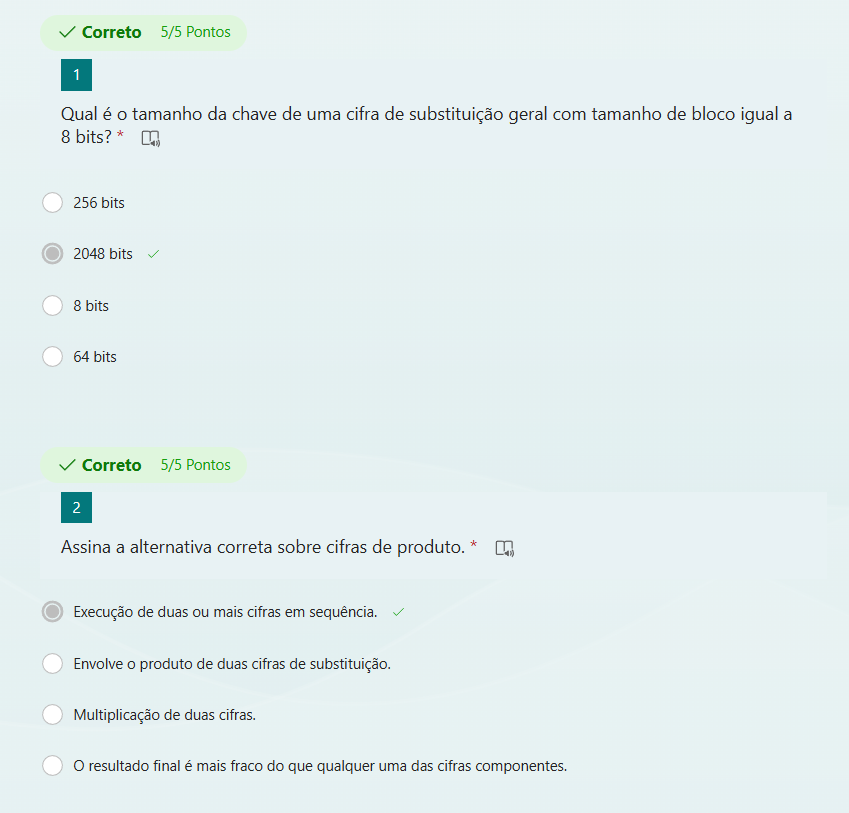 Correto 5/5 Pontos
1
Qual é o tamanho da chave de uma cifra de substituição geral com tamanho de bloco igual a
8 bits? *
256 bits
2048 bits
8 bits
64 bits
Correto 5/5 Pontos
2
Assina a alternativa correta sobre cifras de produto. *
Execução de duas ou mais cifras em sequência.
Envolve o produto de duas cifras de substituição.
Multiplicação de duas cifras.
O resultado final é mais fraco do que qualquer uma das cifras componentes.